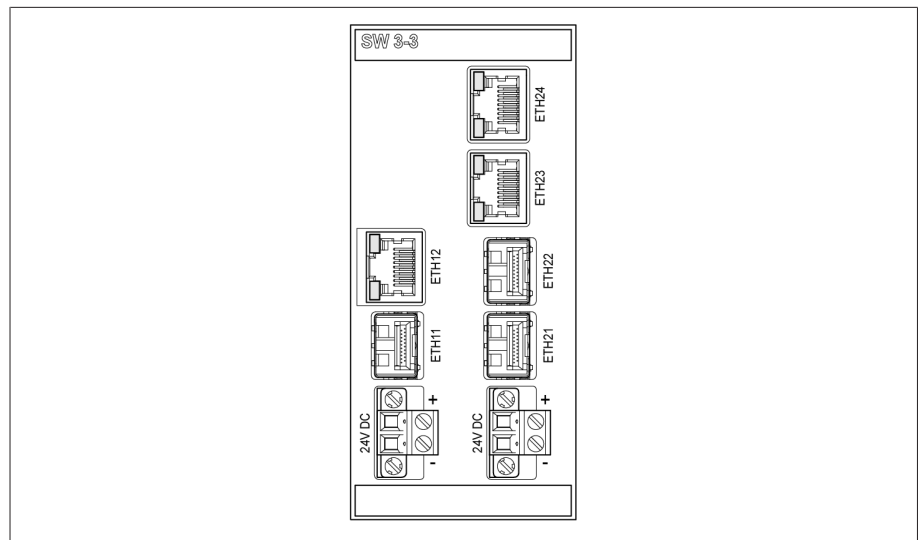 SW 3-3
ETH24
ETH23
ETH12
ETH22
ETH11
ETH21
24V DC
+
-
24V DC
+
-